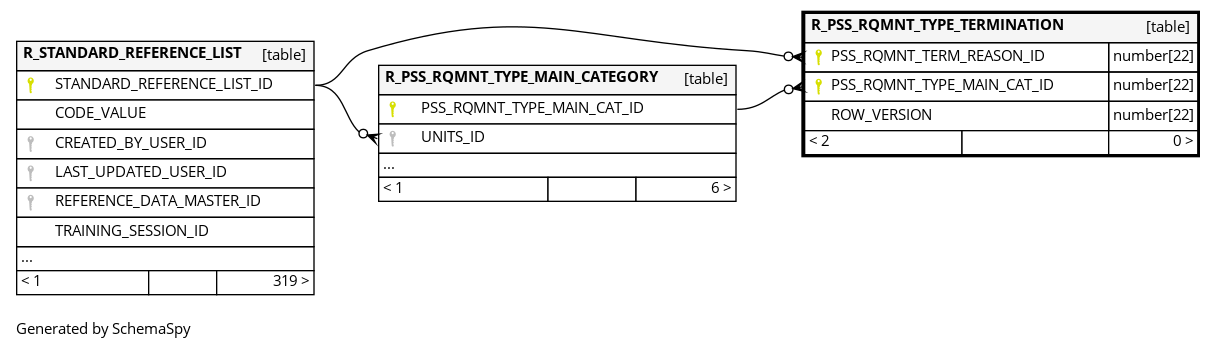 R_STANDARD_REFERENCE_LIST [table]
STANDARD_REFERENCE_LIST_ID
CODE_VALUE
CREATED_BY_USER_ID
LAST_UPDATED_USER_ID
REFERENCE_DATA_MASTER_ID
TRAINING_SESSION_ID
...
< 1 319 >
R_PSS_RQMNT_TYPE_MAIN_CATEGORY [table]
PSS_RQMNT_TYPE_MAIN_CAT_ID
UNITS_ID
...
< 1 6 >
R_PSS_RQMNT_TYPE_TERMINATION [table]
PSS_RQMNT_TERM_REASON_ID number[22]
PSS_RQMNT_TYPE_MAIN_CAT_ID number[22]
ROW_VERSION number[22]
< 2 0 >
Generated by SchemaSpy